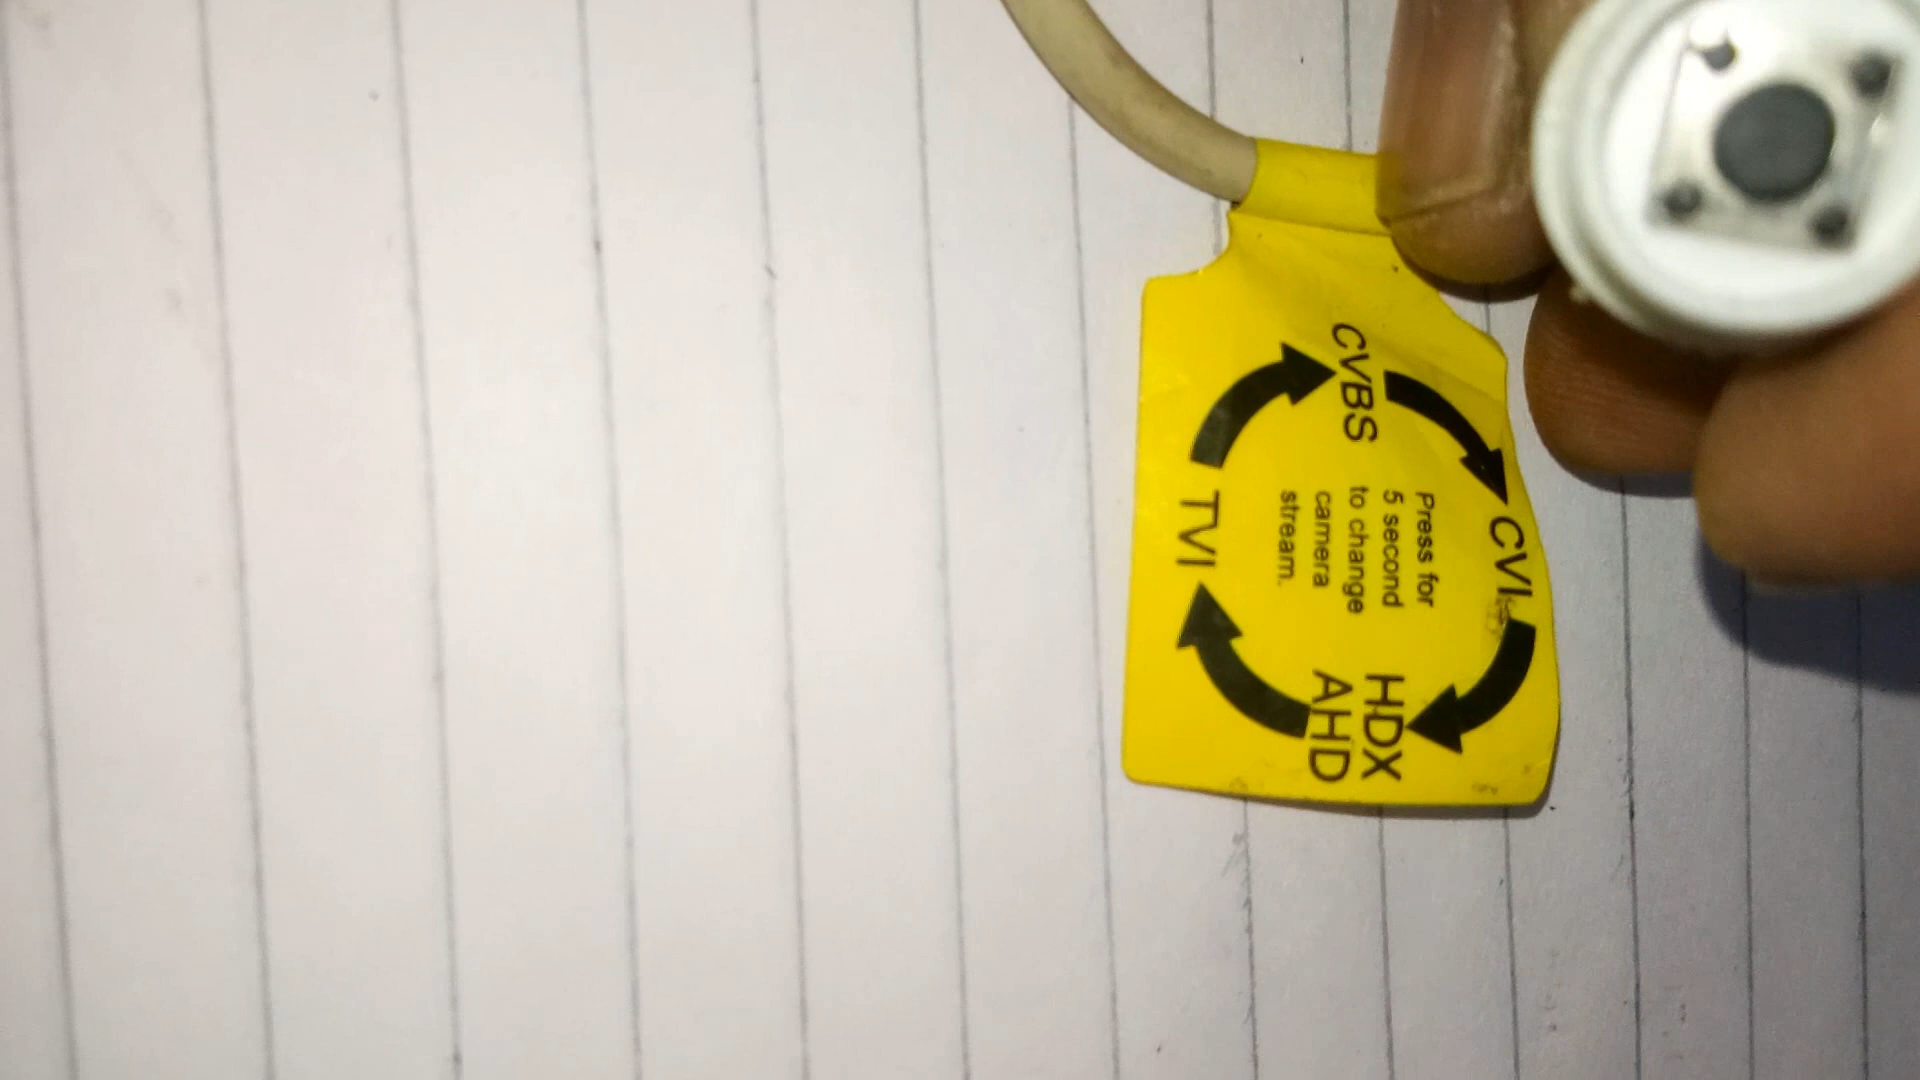 CVBS
CVI
Press for
5 second
to change
camera
stream.
TVI
HDX
AHD